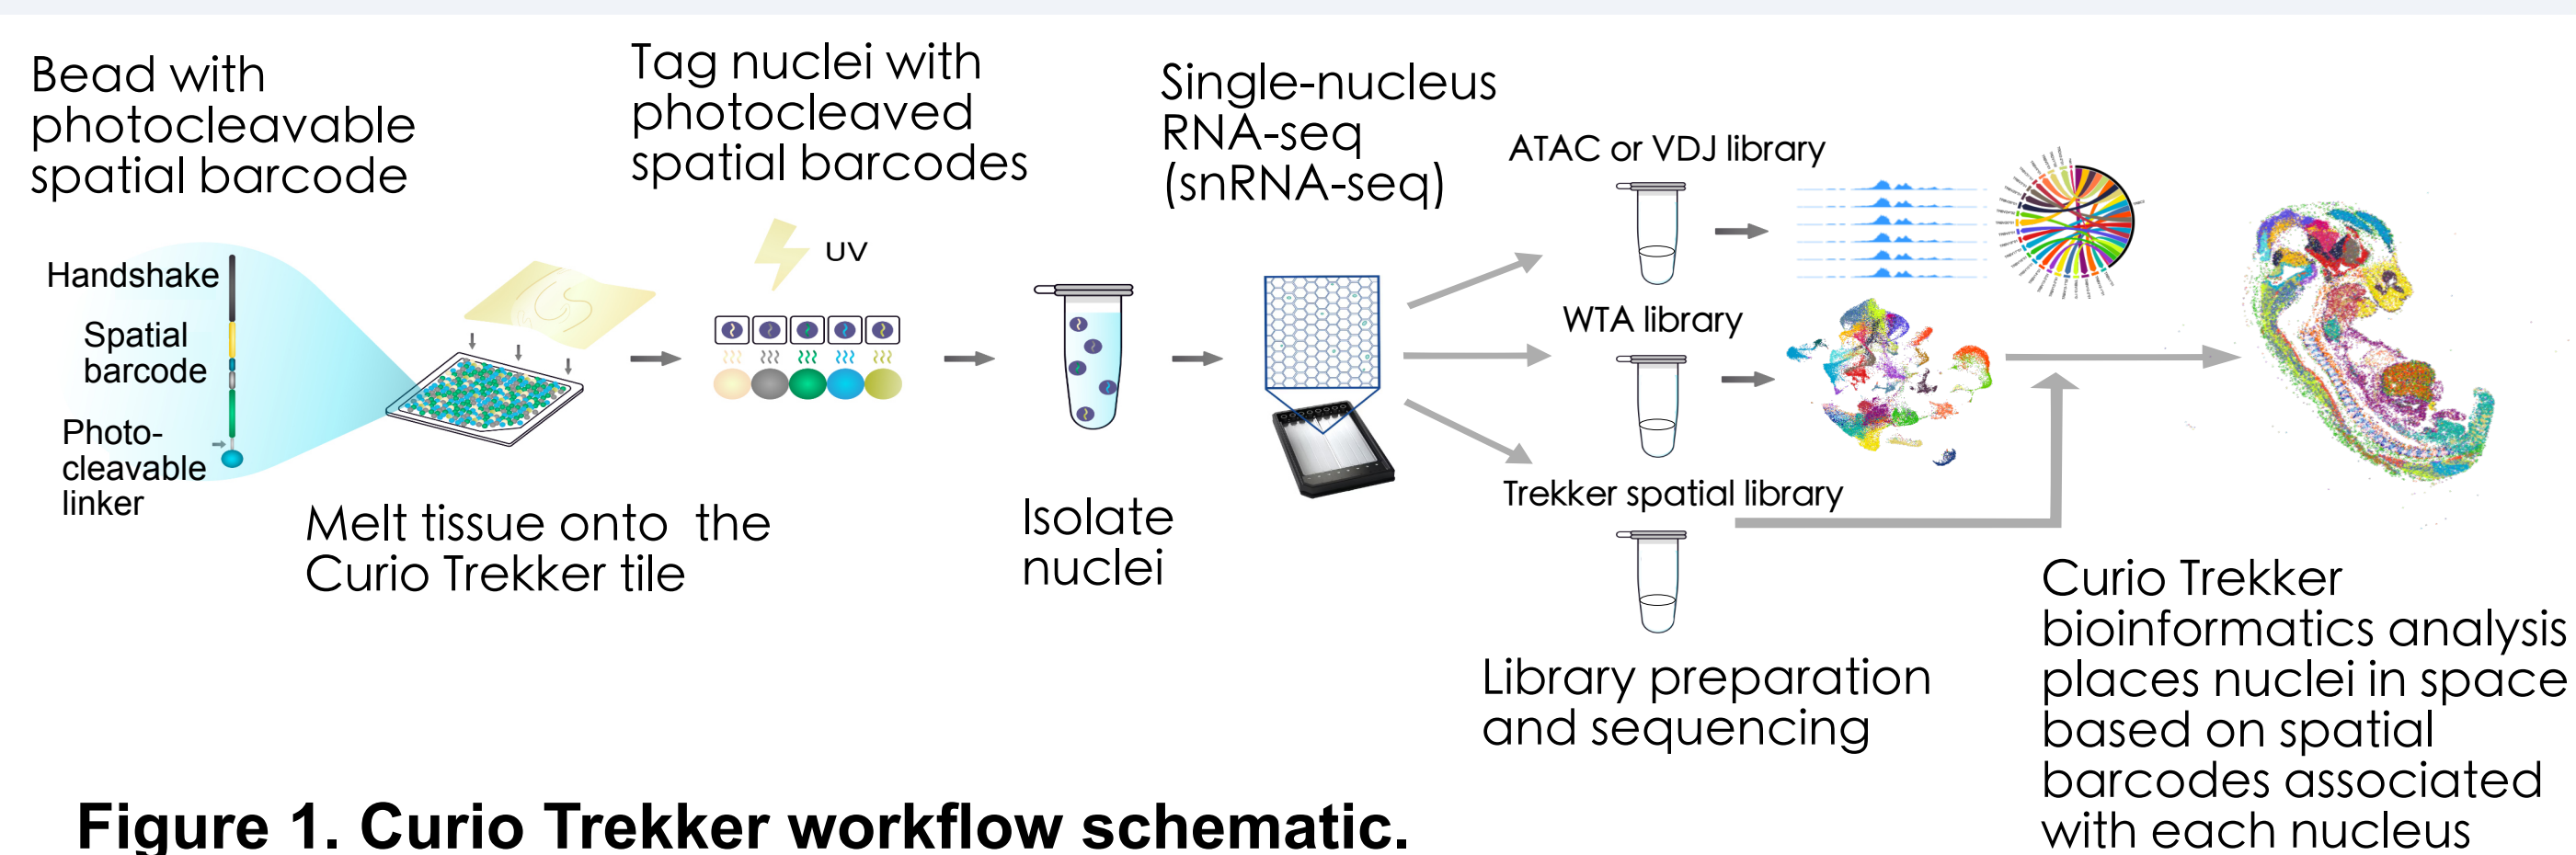 Bead with
photocleavable
spatial barcode
Handshake
Spatial
barcode
Photo-
cleavable
linker
Melt tissue onto  the
Curio Trekker tile
Tag nuclei with
photocleaved
spatial barcodes
UV
Isolate
nuclei
Single-nucleus
RNA-seq
(snRNA-seq)
ATAC or VDJ library
WTA library
Trekker spatial library
Library preparation
and sequencing
Curio Trekker
bioinformatics analysis
places nuclei in space
based on spatial
barcodes associated
with each nucleus
Figure 1. Curio Trekker workflow schematic.